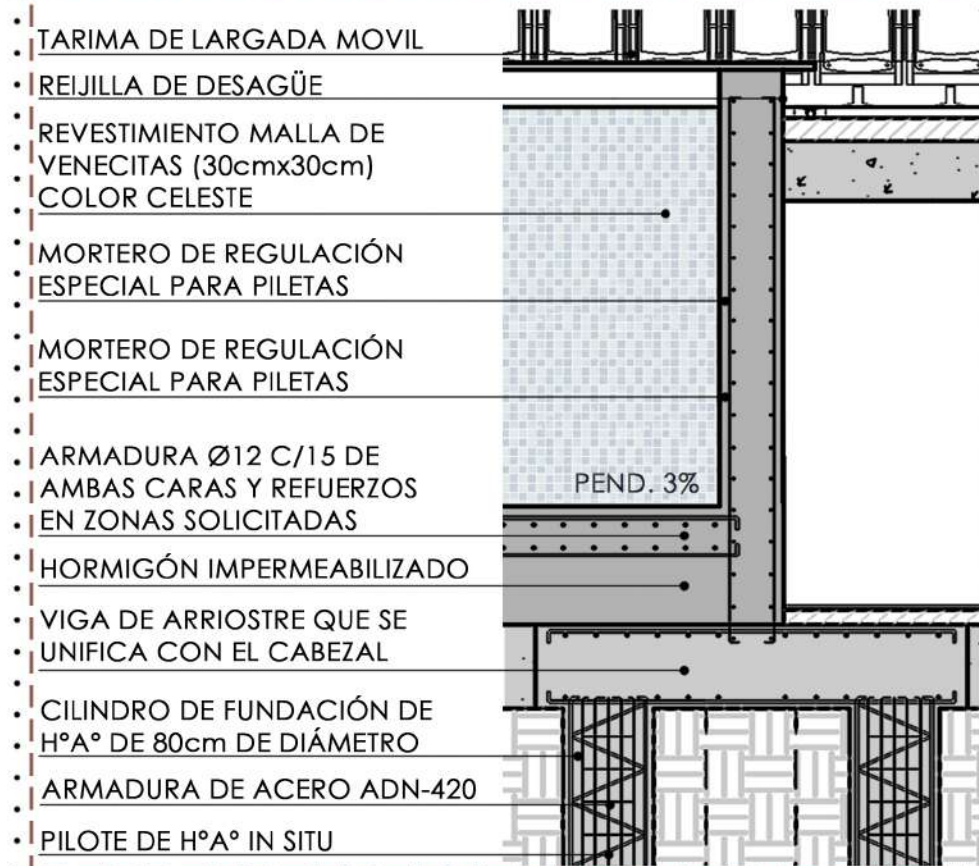 TARIMA DE LARGADA MOVIL
REIJILLA DE DESAGÜE
REVESTIMIENTO MALLA DE
VENECITAS (30cmx30cm)
COLOR CELESTE
MORTERO DE REGULACIÓN
ESPECIAL PARA PILETAS
MORTERO DE REGULACIÓN
ESPECIAL PARA PILETAS
ARMADURA Ø12 C/15 DE
AMBAS CARAS Y REFUERZOS
EN ZONAS SOLICITADAS
PEND. 3%
HORMIGÓN IMPERMEABILIZADO
VIGA DE ARRIOSTRE QUE SE
UNIFICA CON EL CABEZAL
CILINDRO DE FUNDACIÓN DE
HºAº DE 80cm DE DIÁMETRO
ARMADURA DE ACERO ADN-420
PILOTE DE HºAº IN SITU